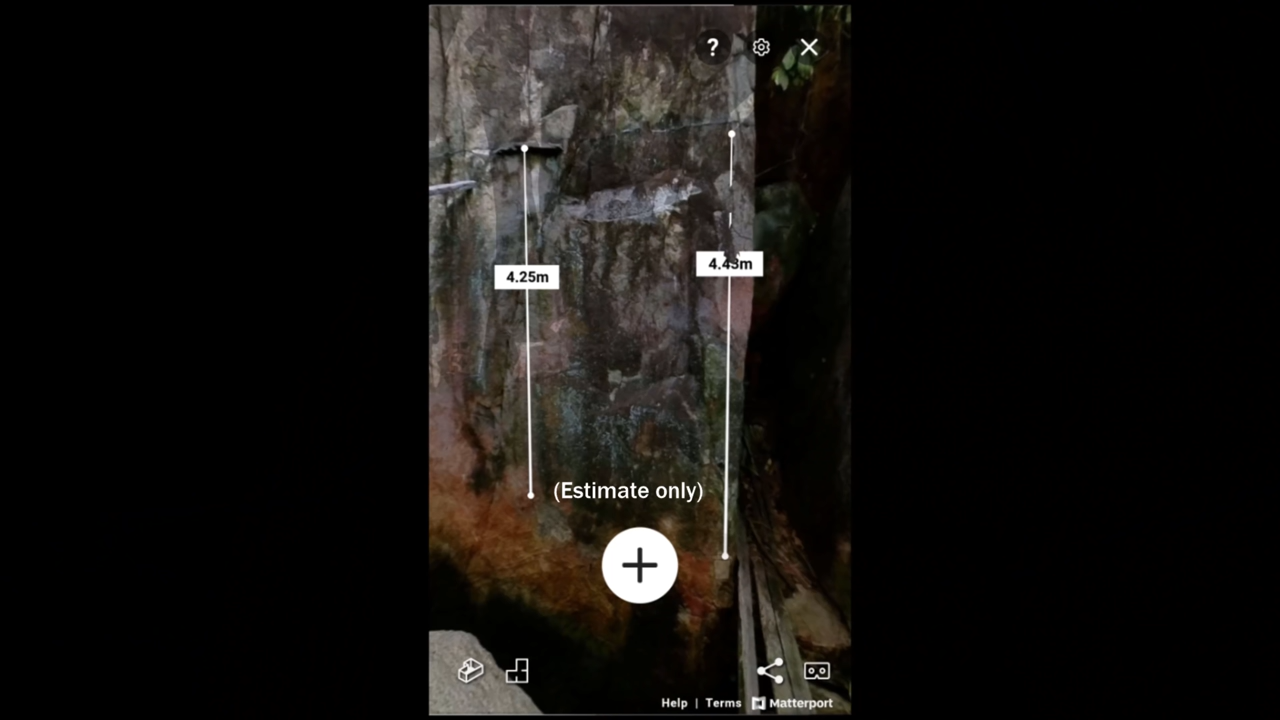 ?
4.43m
4.25m
(Estimate only)
Help | Terms Matterport